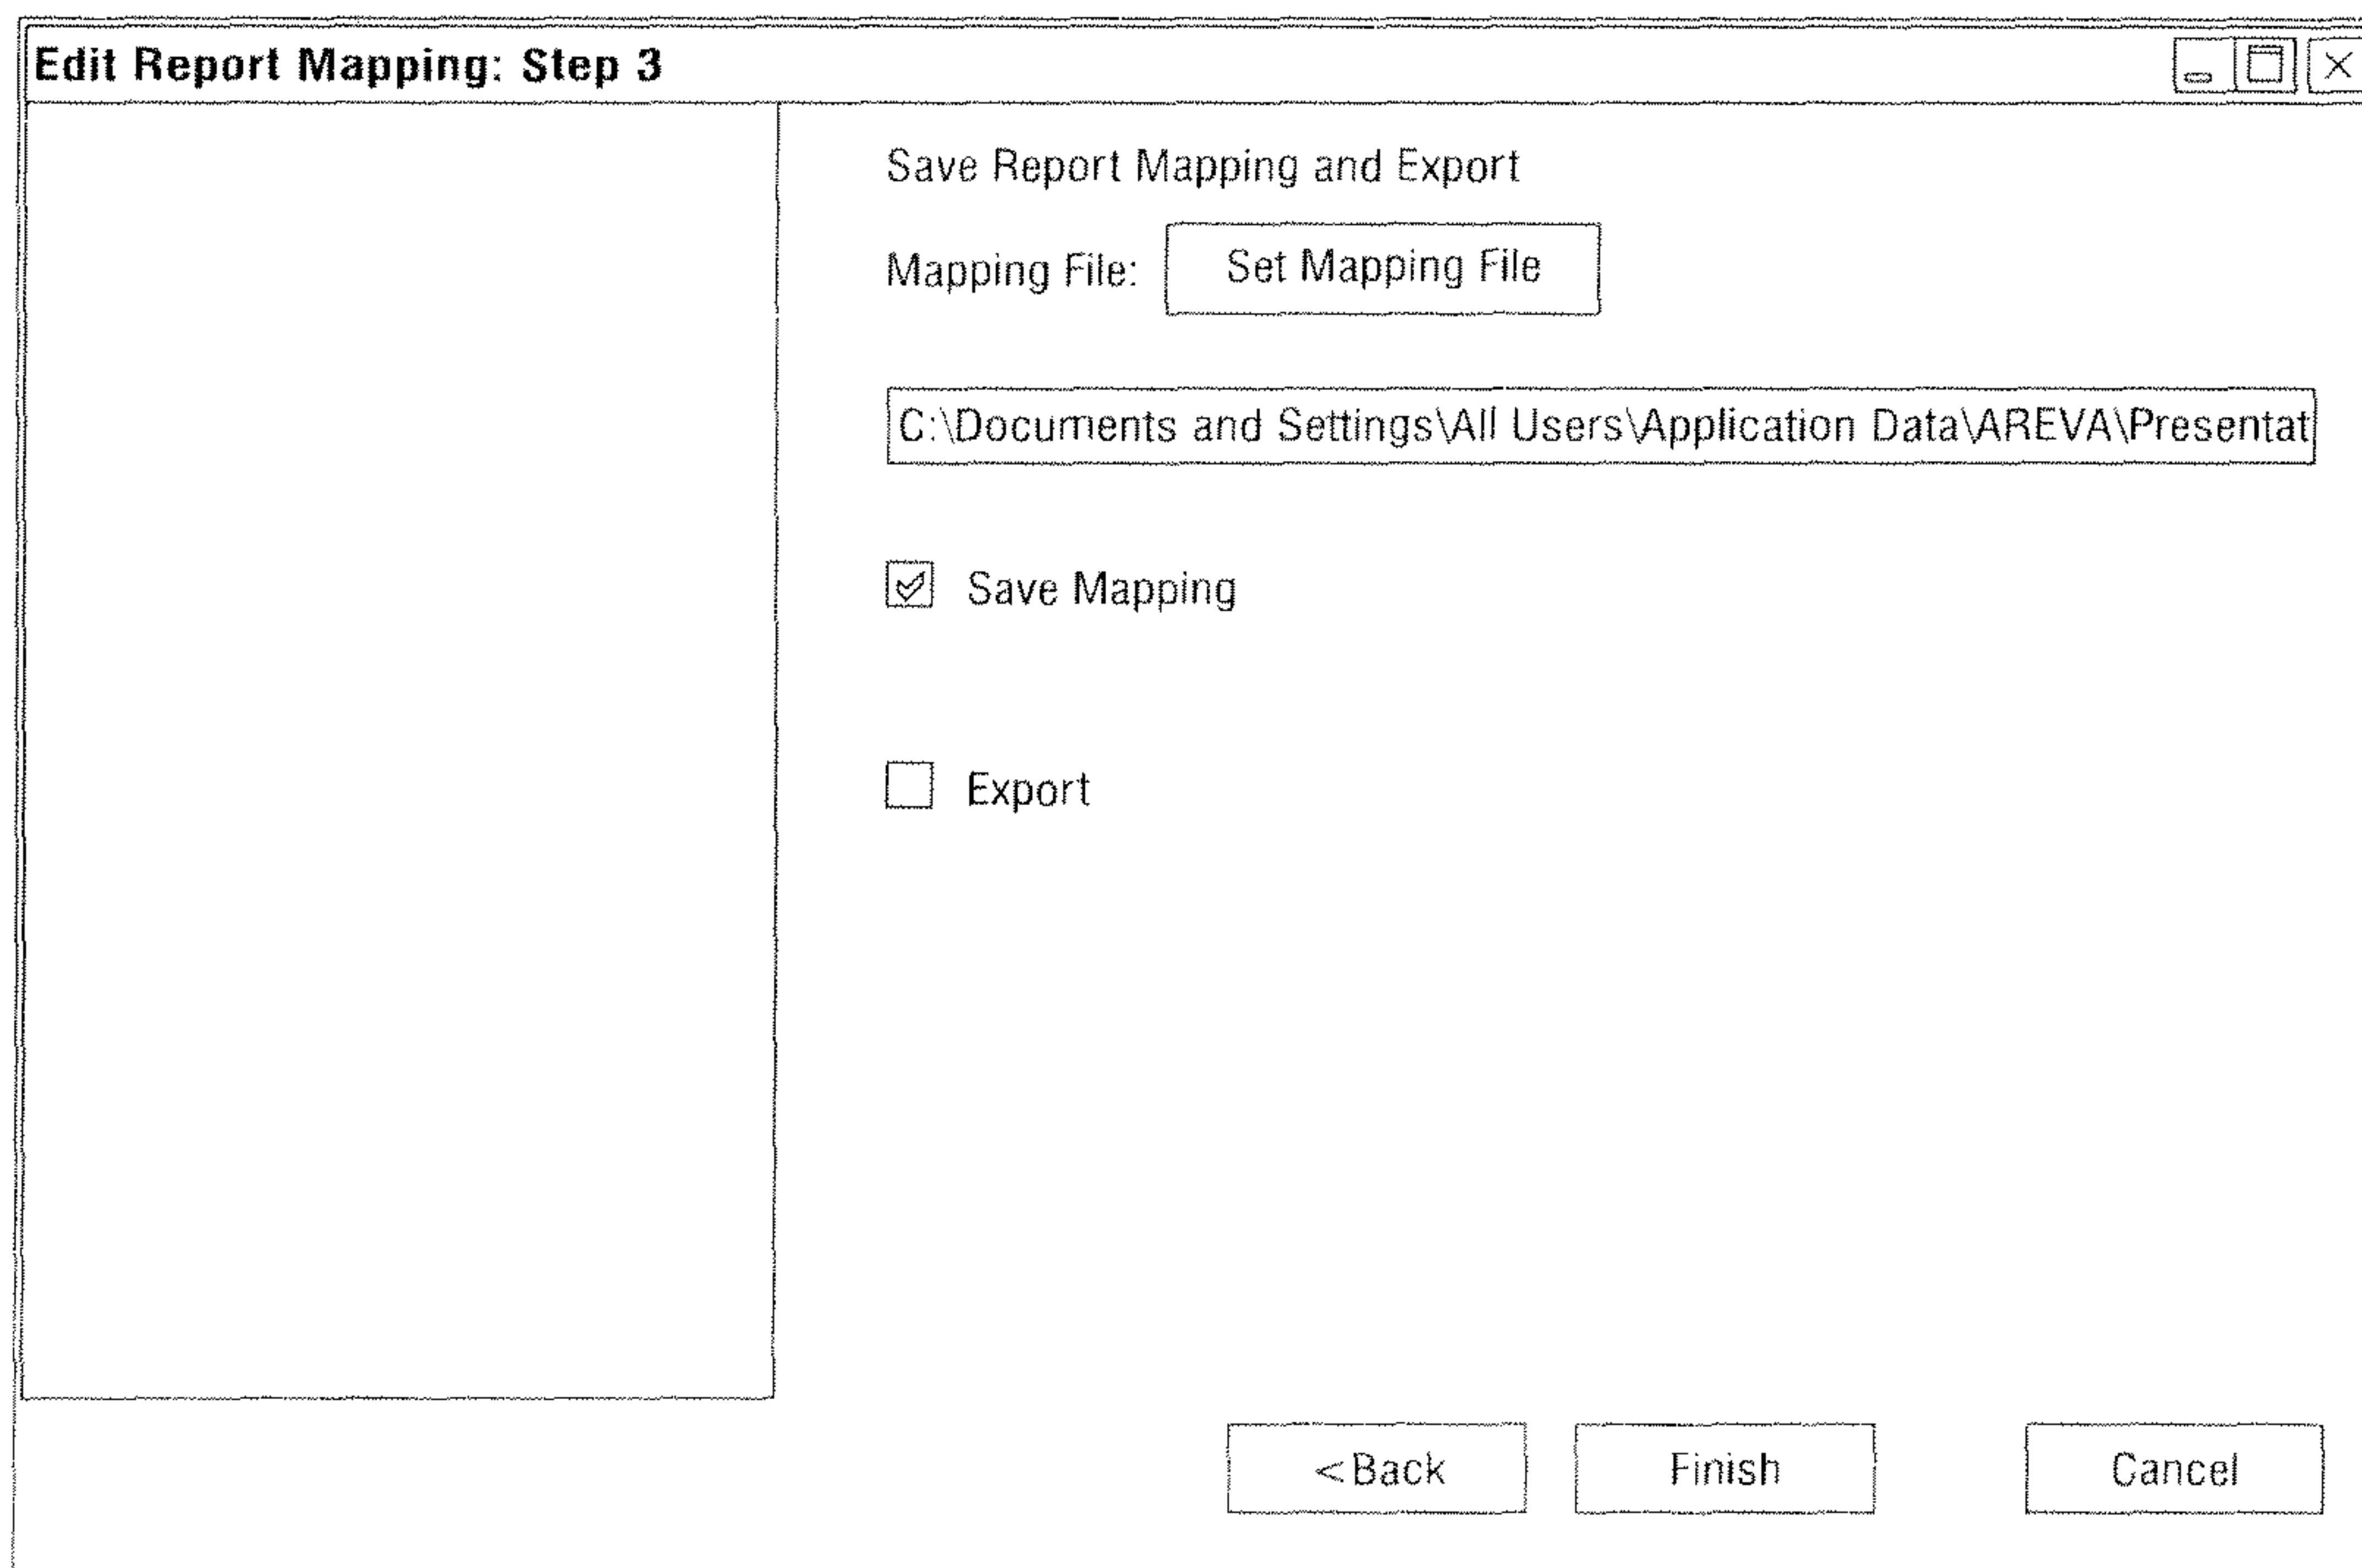 Edit Report Mapping: Step 3
Save Report Mapping and Export
Mapping File: Set Mapping File
C:\Documents and Settings\All Users\Application Data\AREVA\Presentat
Save Mapping
Export
<Back Finish Cancel